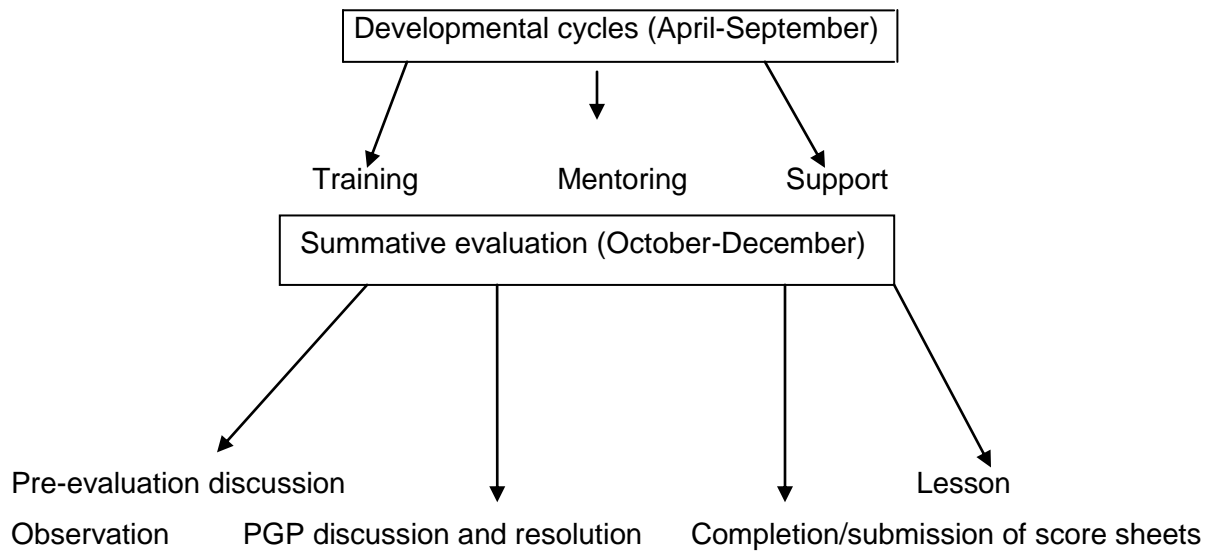 Developmental cycles (April-September)
Training Mentoring Support
Summative evaluation (October-December)
Pre-evaluation discussion Lesson
Observation PGP discussion and resolution Completion/submission of score sheets